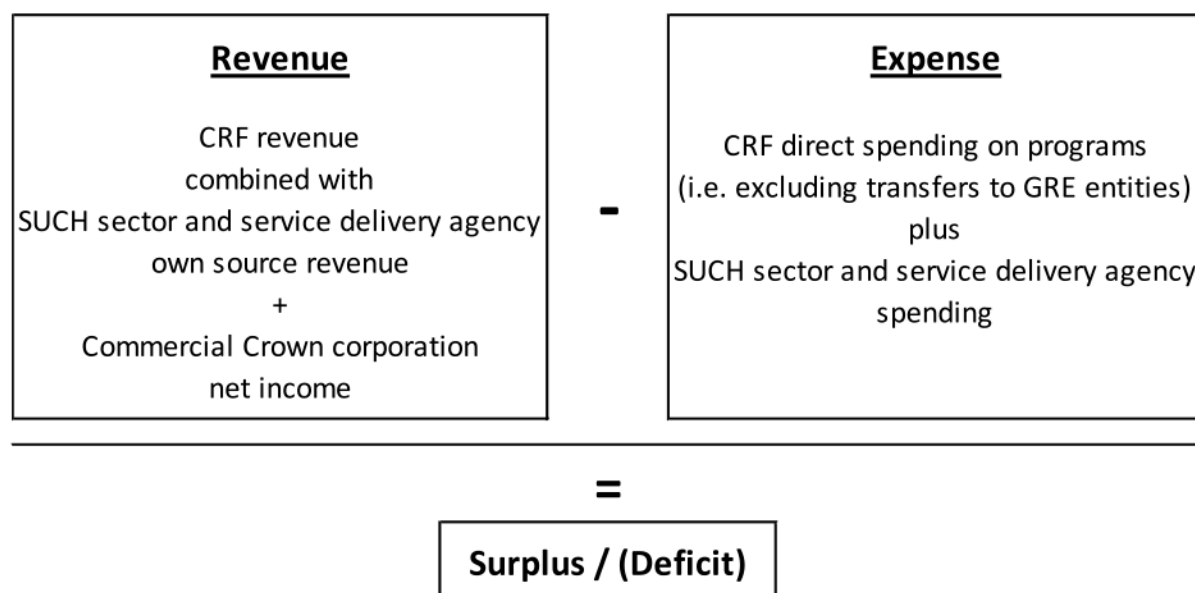 Revenue
CRF revenue
combined with
SUCH sector and service delivery agency
own source revenue
+
Commercial Crown corporation
net income
-
Expense
CRF direct spending on programs
(i.e. excluding transfers to GRE entities)
plus
SUCH sector and service delivery agency
spending
=
Surplus / (Deficit)